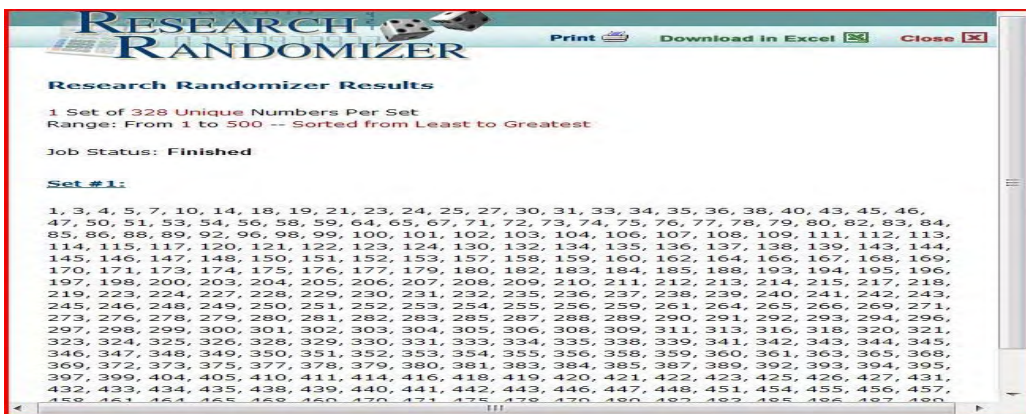 RESEARCH
RANDOMIZER
Print Download in Excel Close
Research Randomizer Results
1 Set of 328 Unique Numbers Per Set
Range: From 1 to 500 -- Sorted from Least to Greatest
Job Status: Finished
Set #1:
1, 3, 4, 5, 7, 10, 14, 18, 19, 21, 23, 24, 25, 27, 30, 31, 33, 34, 35, 36, 38, 40, 43, 45, 46,
47, 50, 51, 53, 54, 56, 58, 59, 64, 65, 67, 71, 72, 73, 74, 75, 76, 77, 78, 79, 80, 82, 83, 84,
85, 86, 88, 89, 92, 96, 98, 99, 100, 101, 102, 103, 104, 106, 107, 108, 109, 111, 112, 113,
114, 115, 117, 120, 121, 122, 123, 124, 130, 132, 134, 135, 136, 137, 138, 139, 143, 144,
145, 146, 147, 148, 150, 151, 152, 153, 157, 158, 159, 160, 162, 164, 166, 167, 168, 169,
170, 171, 173, 174, 175, 176, 177, 179, 180, 182, 183, 184, 185, 188, 193, 194, 195, 196,
197, 198, 200, 203, 204, 205, 206, 207, 208, 209, 210, 211, 212, 213, 214, 215, 217, 218,
219, 223, 224, 227, 228, 229, 230, 231, 232, 235, 236, 237, 238, 239, 240, 241, 242, 243,
245, 246, 248, 249, 250, 251, 252, 253, 254, 255, 256, 259, 261, 264, 265, 266, 269, 271,
273, 276, 278, 279, 280, 281, 282, 283, 285, 287, 288, 289, 290, 291, 292, 293, 294, 296,
297, 298, 299, 300, 301, 302, 303, 304, 305, 306, 308, 309, 311, 313, 316, 318, 320, 321,
323, 324, 325, 326, 328, 329, 330, 331, 333, 334, 335, 338, 339, 341, 342, 343, 344, 345,
346, 347, 348, 349, 350, 351, 352, 353, 354, 355, 356, 358, 359, 360, 361, 363, 365, 368,
369, 372, 373, 375, 377, 378, 379, 380, 381, 383, 384, 385, 387, 389, 392, 393, 394, 395,
397, 399, 404, 405, 410, 411, 414, 416, 418, 419, 420, 421, 422, 423, 425, 426, 427, 431,
432, 433, 434, 435, 438, 439, 440, 441, 442, 443, 446, 447, 448, 451, 454, 455, 456, 457,